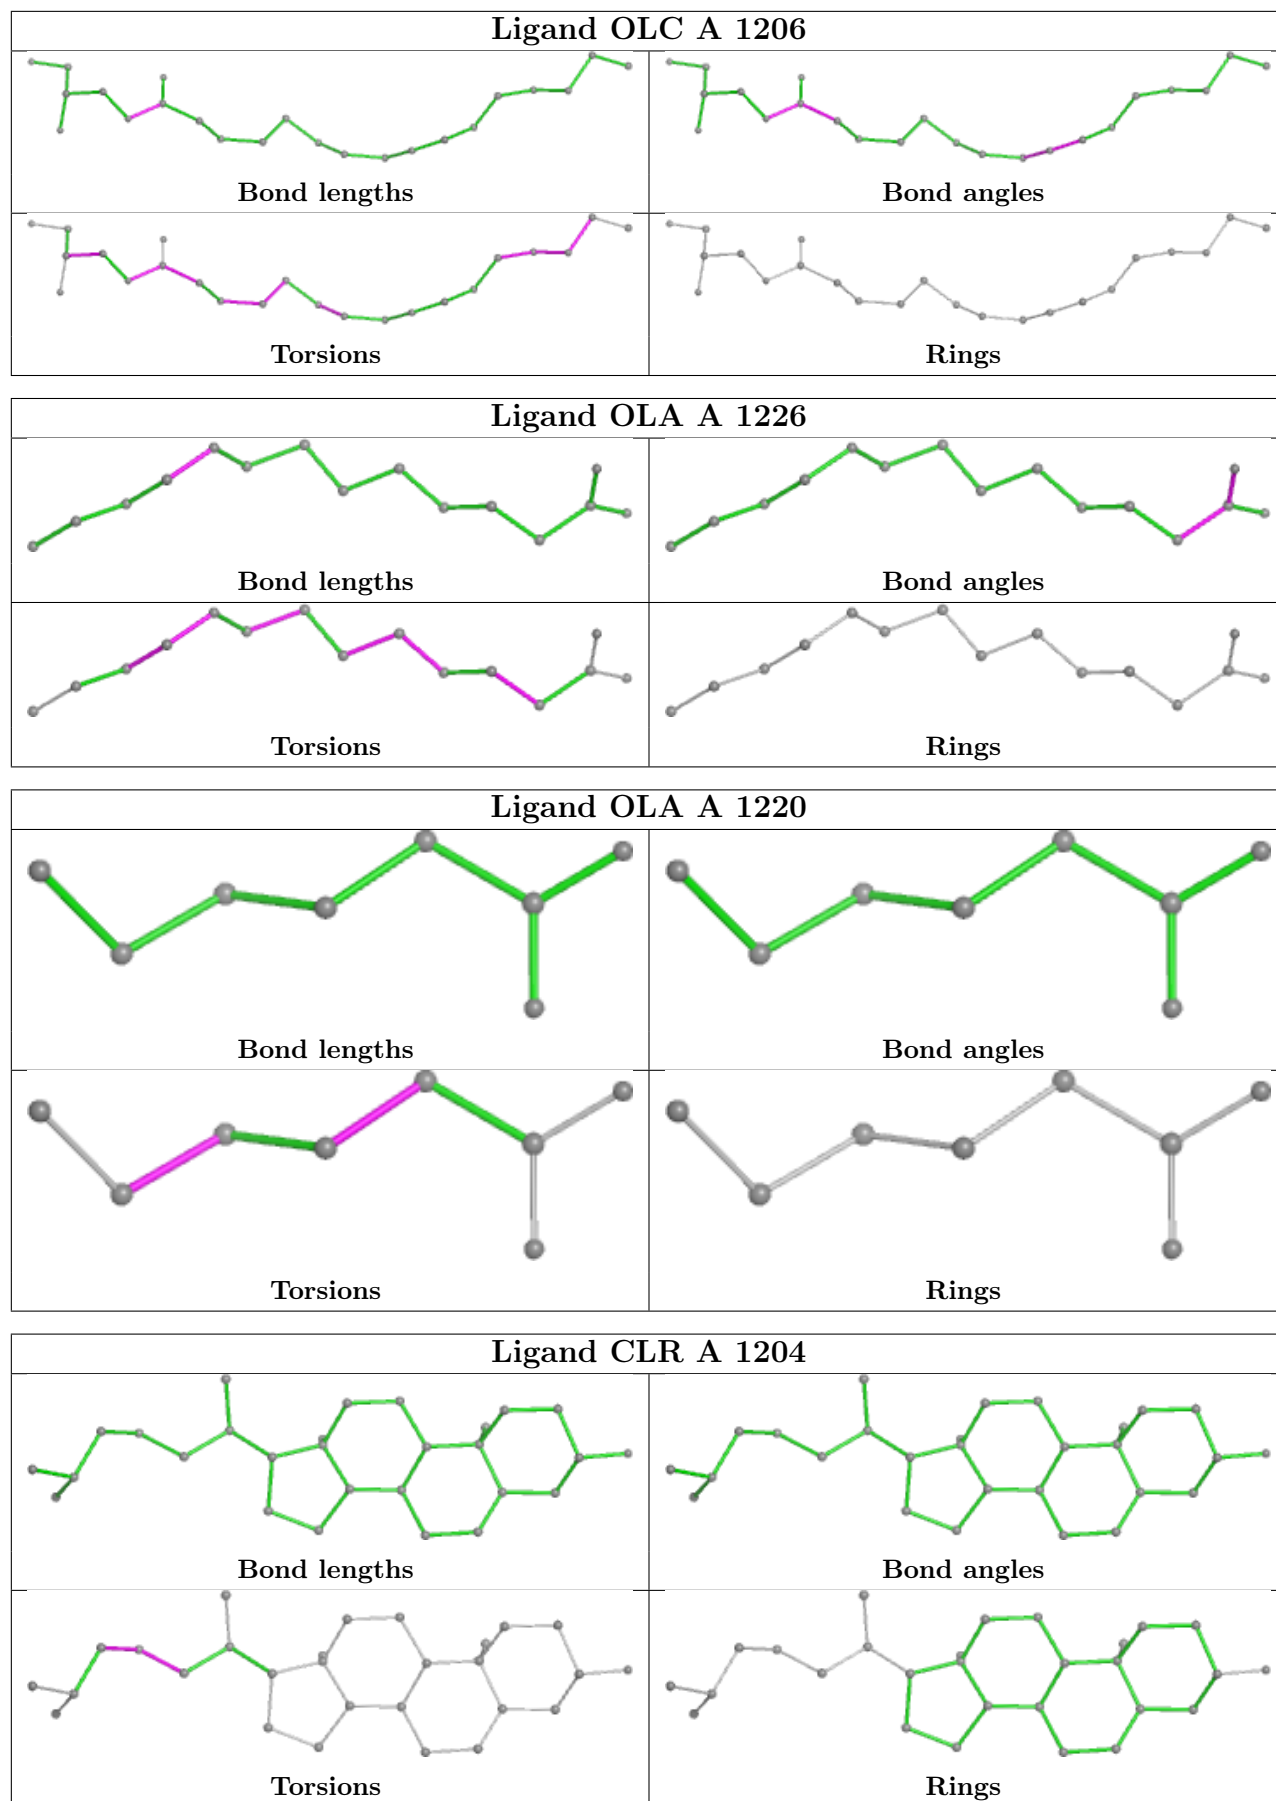 Ligand OLC A 1206
Bond lengths
Bond angles
Torsions
Rings
Ligand OLA A 1226
Bond lengths
Bond angles
Torsions
Rings
Ligand OLA A 1220
Bond lengths
Bond angles
Torsions
Rings
Ligand CLR A 1204
Bond lengths
Bond angles
Torsions
Rings